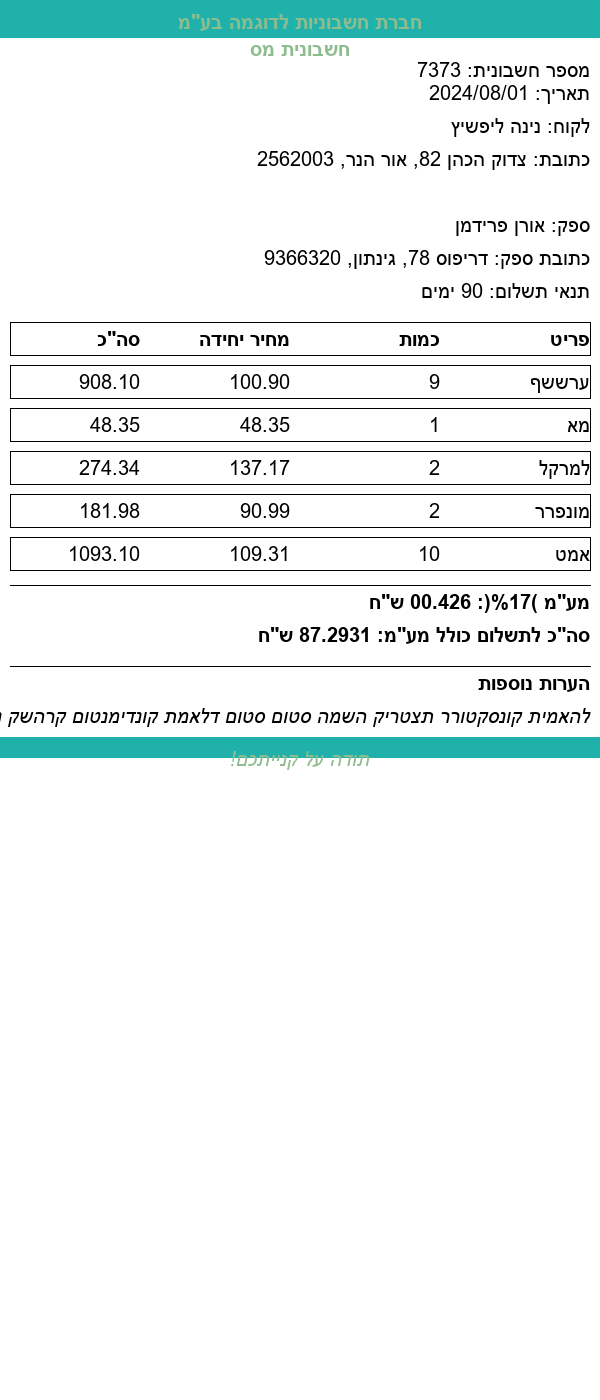 חברת חשבוניות לדוגמה בע"מ
חשבונית מס
מספר חשבונית: 7373
תאריך: 2024/08/01
לקוח: נינה ליפשיץ
כתובת: צדוק הכהן 82, אור הנר, 2562003
ספק: אורן פרידמן
כתובת ספק: דריפוס 78, גינתון, 9366320
תנאי תשלום: 90 ימים
פריט כמות מחיר יחידה סה"כ
ערששף 9 100.90 908.10
מא 1 48.35 48.35
למרקל 2 137.17 274.34
מונפרר 2 90.99 181.98
אמט 10 109.31 1093.10
מע"מ )17%(: 00.426 ש"ח
סה"כ לתשלום כולל מע"מ: 87.2931 ש"ח
הערות נוספות
להאמית קונסקטורר תצטריק השמה סטום סטום דלאמת קונדימנטום קרהשק
תודה על קנייתכם!